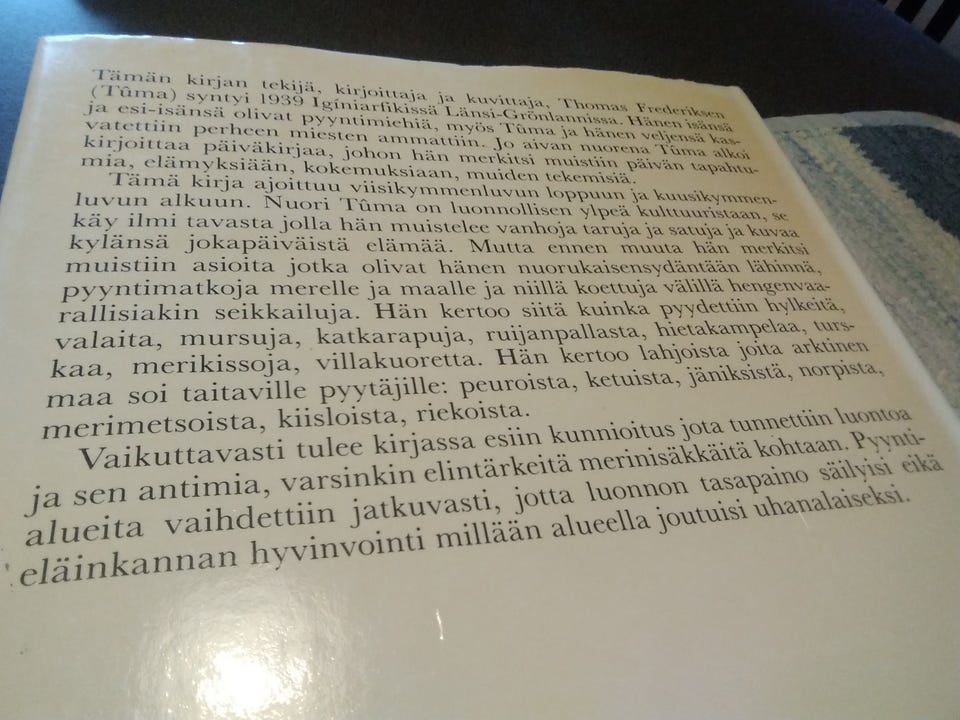 Tämän kirjan tekijä, kirjoittaja ja kuvittaja, Thomas Frederiksen
(Tûma) syntyi 1939 Igíniarfikissä Länsi-Grönlannissa. Hänen isänsä
ja esi-isänsä olivat pyyntimiehiä, myös Tûma ja hänen veljensä kas-
vatettiin perheen miesten ammattiin. Jo aivan nuorena Tûma alkoi
kirjoittaa päiväkirjaa, johon hän merkitsi muistiin päivän tapahtu-
mia, elämyksiään, kokemuksiaan, muiden tekemisiä.
Tämä kirja ajoittuu viisikymmenluvun loppuun ja kuusikymmen-
luvun alkuun. Nuori Tûma on luonnollisen ylpeä kulttuuristaan, se
käy ilmi tavasta jolla hän muistelee vanhoja taruja ja satuja ja kuvaa
kylänsä jokapäiväistä elämää. Mutta ennen muuta hän merkitsi
muistiin asioita jotka olivat hänen nuorukaisensydäntään lähinnä,
pyyntimatkoja merelle ja maalle ja niillä koettuja välillä hengenvaa-
rallisiakin seikkailuja. Hän kertoo siitä kuinka pyydettiin hylkeitä,
valaita, mursuja, katkarapuja, ruijanpallasta, hietakampelaa, turs-
kaa, merikissoja, villakuoretta. Hän kertoo lahjoista joita arktinen
maa soi taitaville pyytäjille: peuroista, ketuista, jäniksistä, norpista,
merimetsoista, kiisloista, riekoista.
Vaikuttavasti tulee kirjassa esiin kunnioitus jota tunnettiin luontoa
ja sen antimia, varsinkin elintärkeitä merinisäkkäitä kohtaan. Pyynti-
alueita vaihdettiin jatkuvasti, jotta luonnon tasapaino säilyisi eikä
eläinkannan hyvinvointi millään alueella joutuisi uhanalaiseksi.